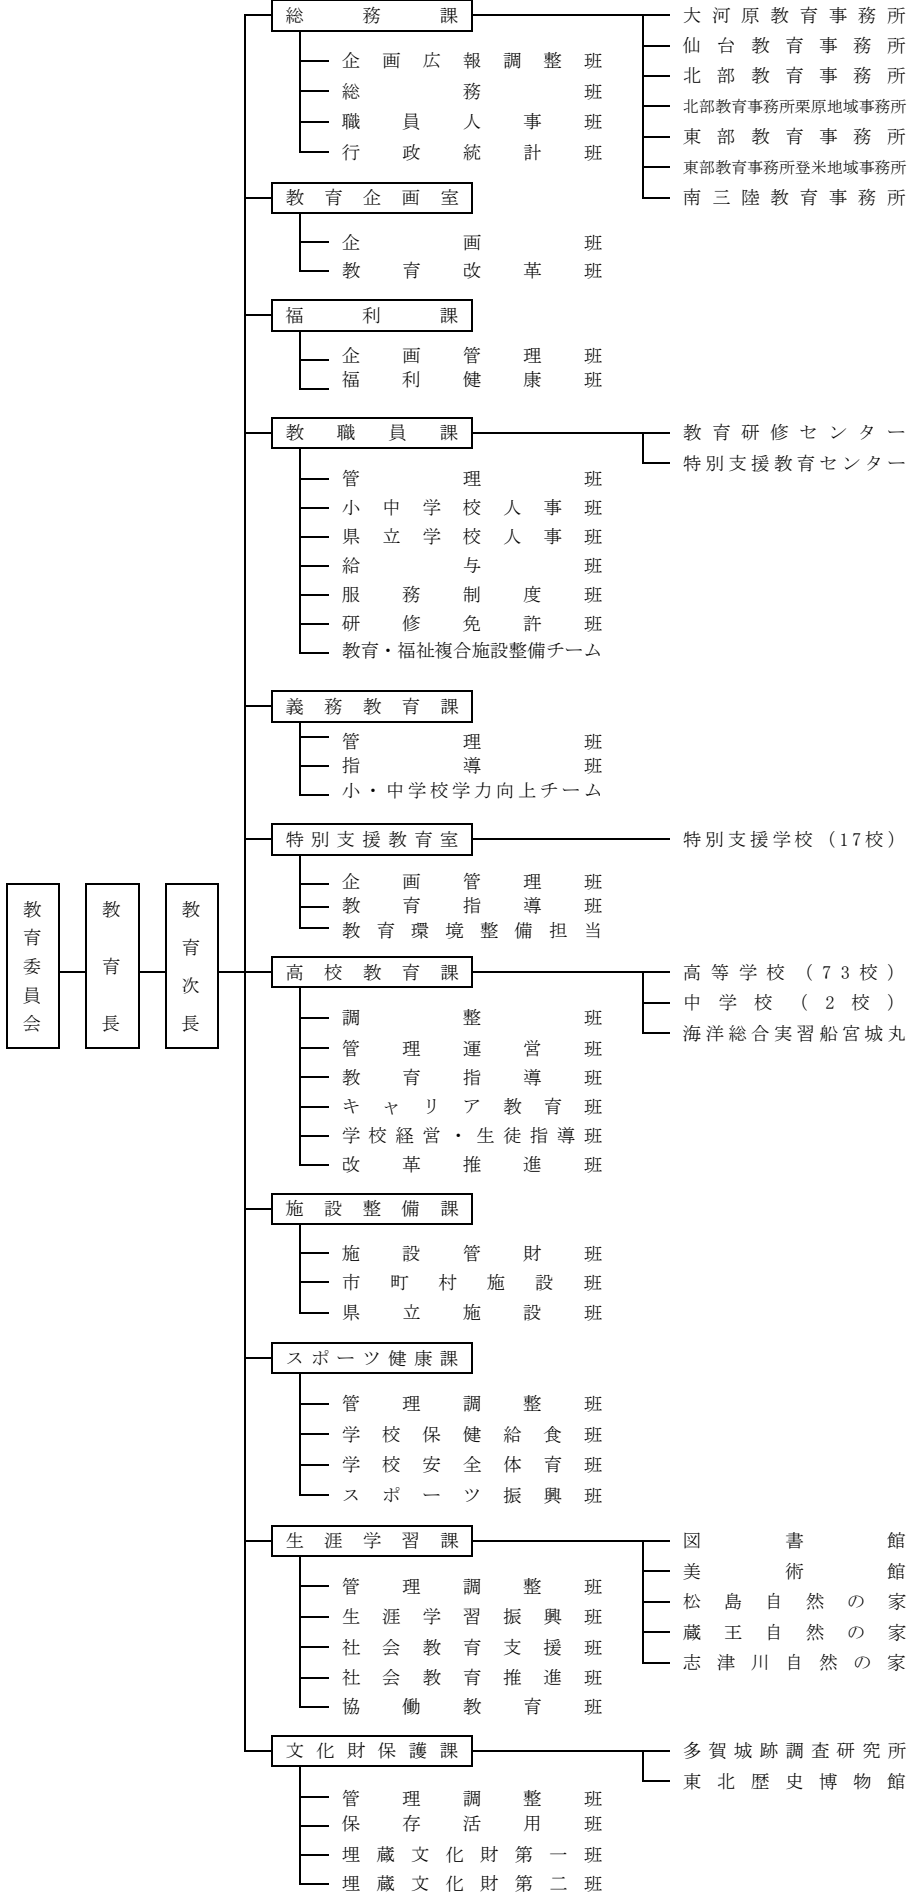 教育委員会
教育長
教育次長
総務課
企画広報調整班
総務班
職員人事班
行政統計班
大河原教育事務所
仙台教育事務所
北部教育事務所
北部教育事務所栗原地域事務所
東部教育事務所
東部教育事務所登米地域事務所
南三陸教育事務所
教育企画室
企画班
教育改革班
福利課
企画管理班
福利健康班
教職員課
管理班
小中学校人事班
県立学校人事班
給与班
服務制度班
研修免許班
教育・福祉複合施設整備チーム
教育研修センター
特別支援教育センター
義務教育課
管理班
指導班
小・中学校学力向上チーム
特別支援教育室
企画管理班
教育指導班
教育環境整備担当
特別支援学校(17校)
高校教育課
調整班
管理運営班
教育指導班
キャリア教育班
学校経営・生徒指導班
改革推進班
高等学校(73校)
中学校(2校)
海洋総合実習船宮城丸
施設整備課
施設管財班
市町村施設班
県立施設班
スポーツ健康課
管理調整班
学校保健給食班
学校安全体育班
スポーツ振興班
生涯学習課
管理調整班
生涯学習振興班
社会教育支援班
社会教育推進班
協働教育班
図書館
美術館
松島自然の家
蔵王自然の家
志津川自然の家
文化財保護課
管理調整班
保存活用班
埋蔵文化財第一班
埋蔵文化財第二班
多賀城跡調査研究所
東北歴史博物館